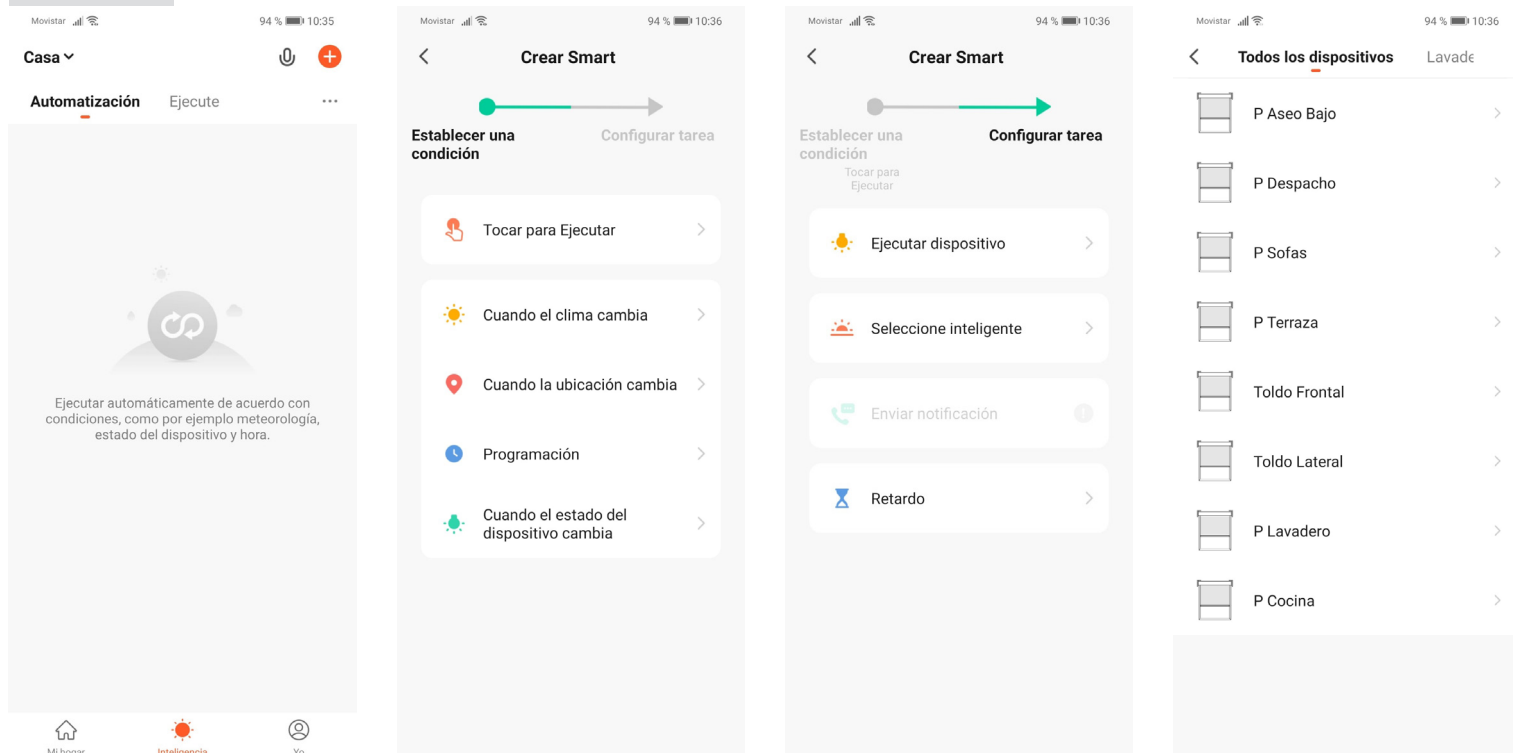 Movistar 94 % 10:35
Casa
Automatización Ejecute ...
Ejecutar automáticamente de acuerdo con
condiciones, como por ejemplo meteorología,
estado del dispositivo y hora.
Mi hogar Inteligencia Yo
Movistar 94 % 10:36
Crear Smart
Establecer una
condición
Configurar tarea
Tocar para Ejecutar
Cuando el clima cambia
Cuando la ubicación cambia
Programación
Cuando el estado del
dispositivo cambia
Movistar 94 % 10:36
Crear Smart
Establecer una
condición
Configurar tarea
Tocar para
Ejecutar
Ejecutar dispositivo
Seleccione inteligente
Enviar notificación
Retardo
Movistar 94 % 10:36
Todos los dispositivos Lavade
P Aseo Bajo
P Despacho
P Sofas
P Terraza
Toldo Frontal
Toldo Lateral
P Lavadero
P Cocina